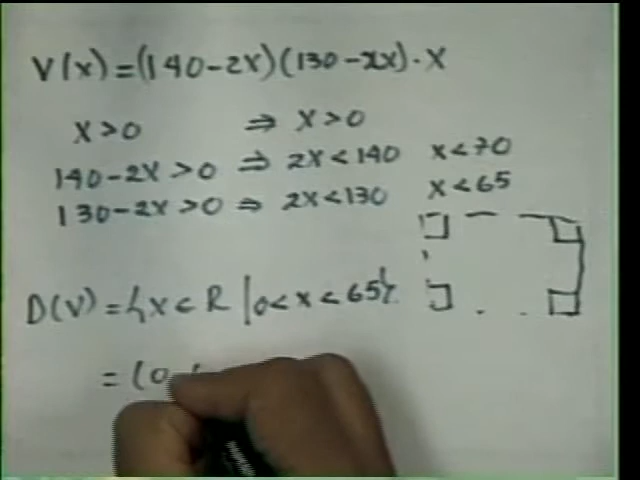 V(x)=(140-2x)(130-2x)·x
x>0 ⇒ x>0
140-2x>0 ⇒ 2x<140 x<70
130-2x>0 ⇒ 2x<130 x<65
D(V)={x∈R|0<x<65}
=(0